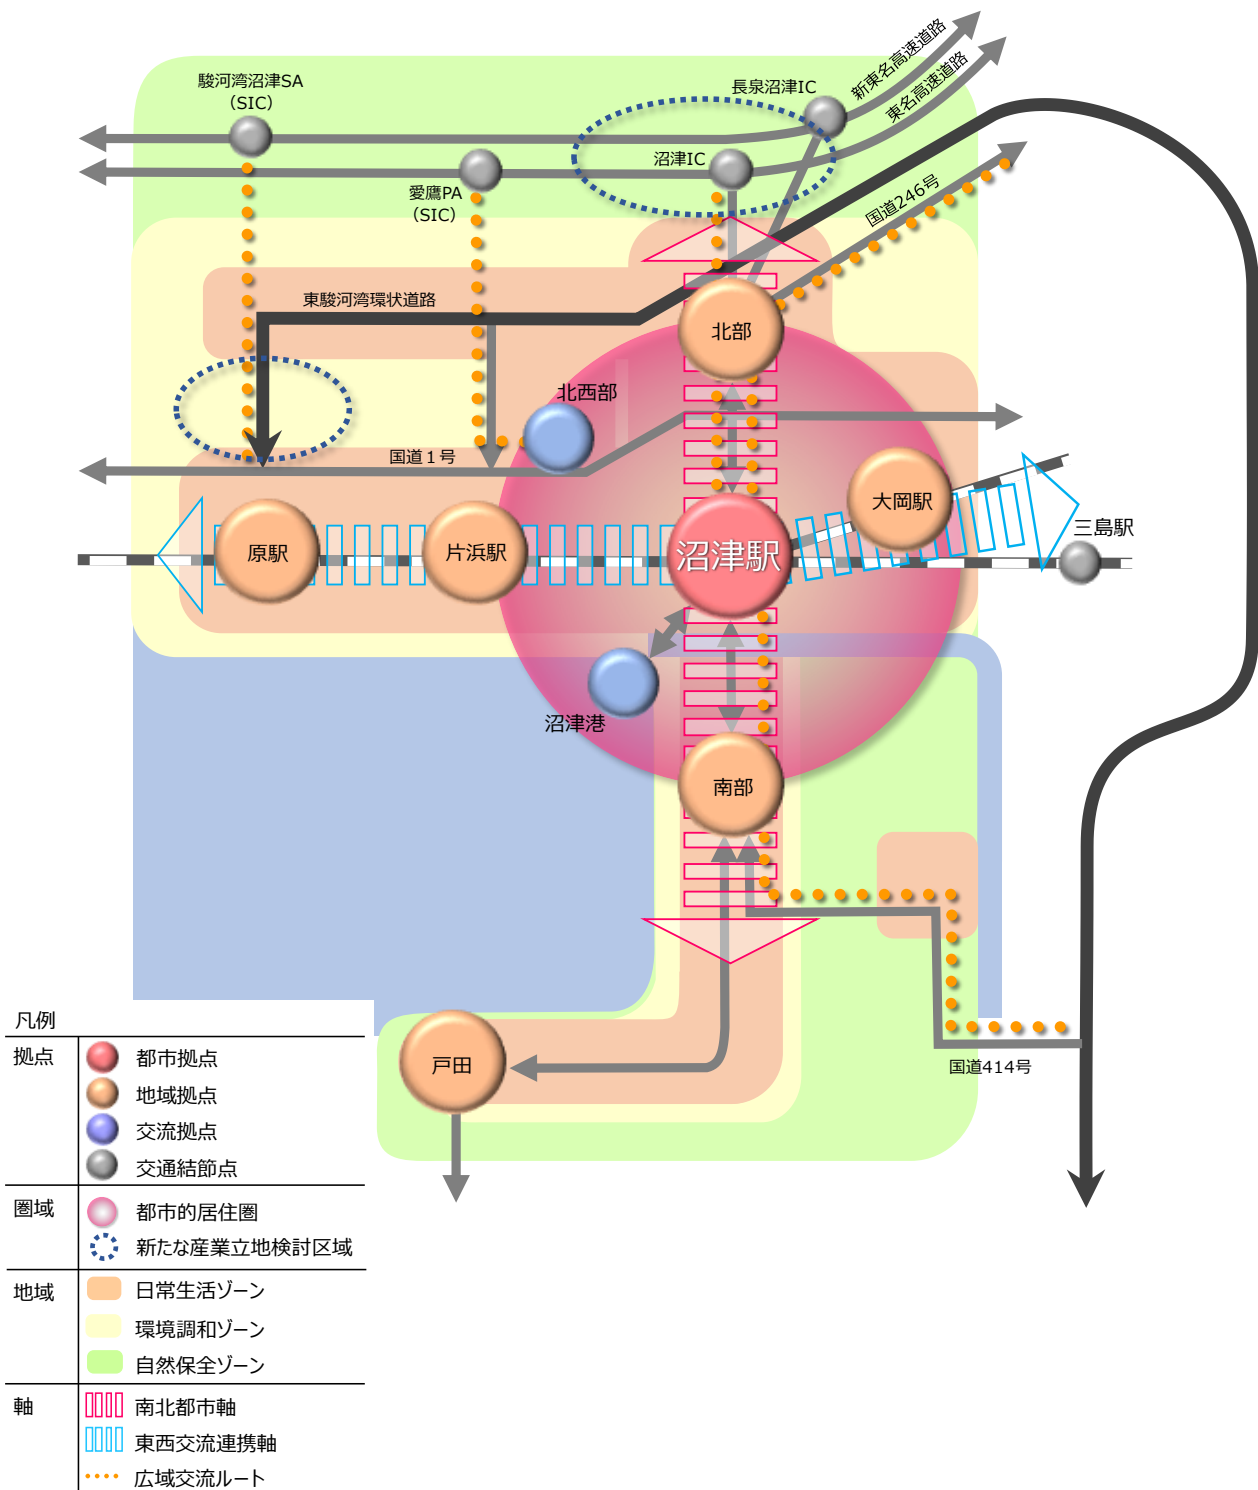 新東名高速道路
東名高速道路
駿河湾沼津SA
（SIC）
長泉沼津IC
沼津IC
愛鷹PA
（SIC）
国道246号
東駿河湾環状道路
北部
北西部
国道１号
大岡駅
三島駅
原駅
片浜駅
沼津駅
沼津港
南部
戸田
国道414号
凡例
拠点
都市拠点
地域拠点
交流拠点
交通結節点
圏域
都市的居住圏
新たな産業立地検討区域
地域
日常生活ゾーン
環境調和ゾーン
自然保全ゾーン
軸
南北都市軸
東西交流連携軸
広域交流ルート